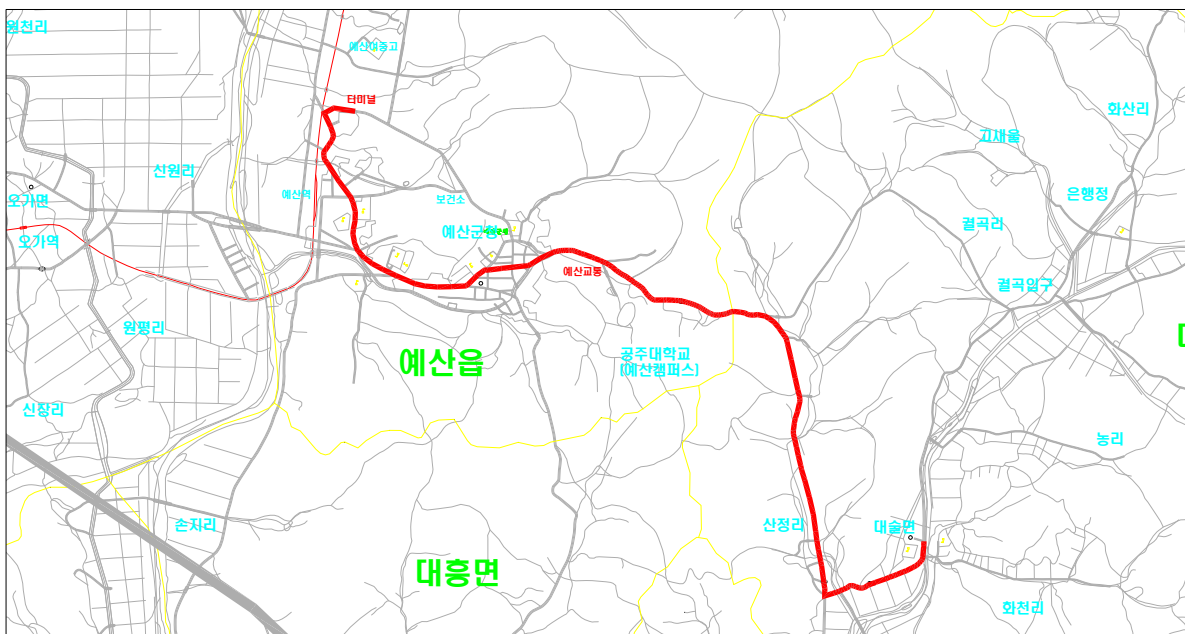 원천리
예산여중고
터미널
화산리
고새울
신원리
오가면
예산역
보건소
은행정
오가역
예산군청
결곡리
예산교통
결곡입구
원평리
예산읍
공주대학교
[예산캠퍼스]
신장리
농리
손지리
산정리
대술면
대흥면
화천리